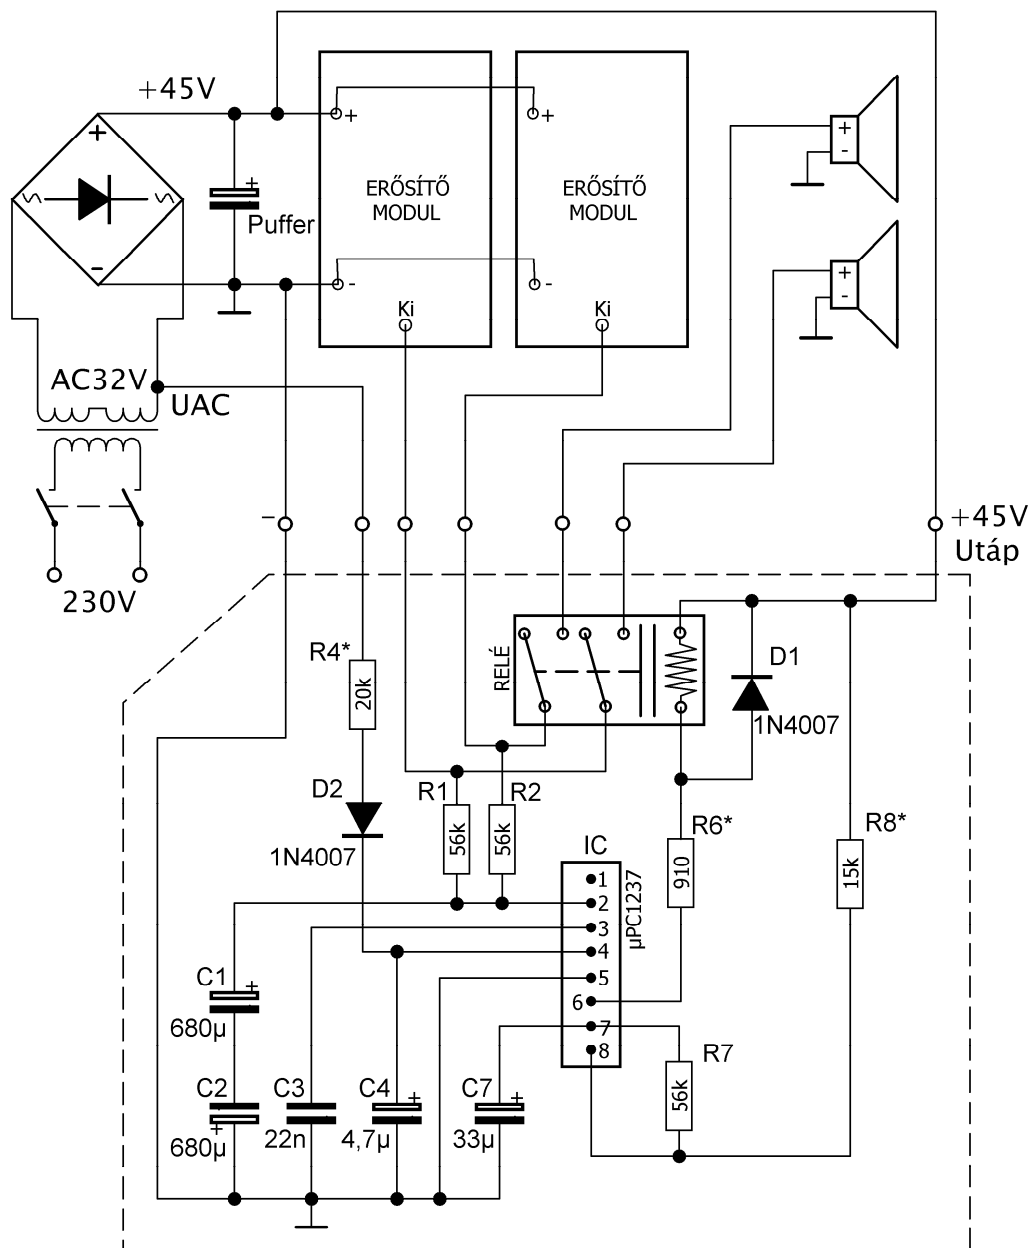 +45V
+
+
+
-
Puffer
-
+
-
ERŐSÍTŐ
MODUL
Ki
+
-
ERŐSÍTŐ
MODUL
Ki
+
-
+
-
AC32V
UAC
230V
–
+45V
Utáp
RELÉ
R4*
20k
D1
1N4007
D2
1N4007
R1
56k
R2
56k
R6*
910
R8*
15k
IC
µPC1237
1
2
3
4
5
6
7
8
C1
+
680µ
C2
+
680µ
C3
22n
C4
+
4,7µ
C7
+
33µ
R7
56k